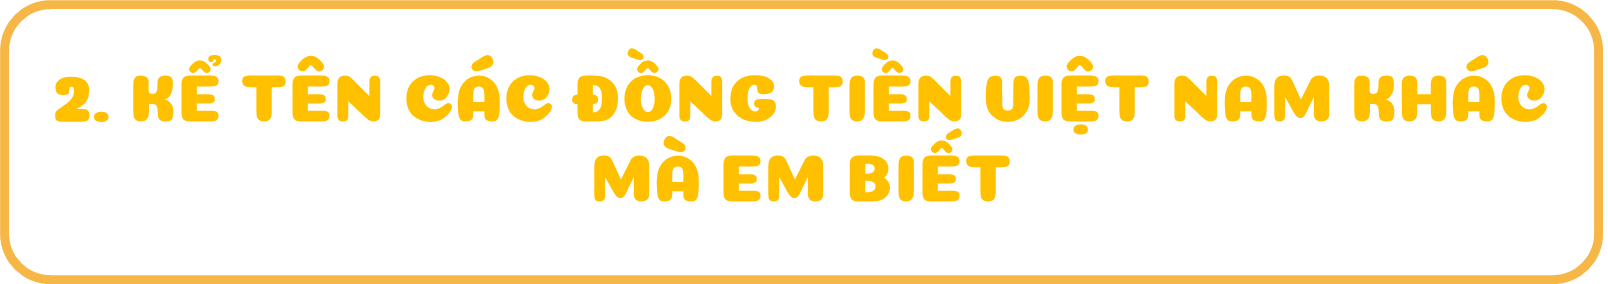 2. KỂ TÊN CÁC ĐỒNG TIỀN VIỆT NAM KHÁC
MÀ EM BIẾT